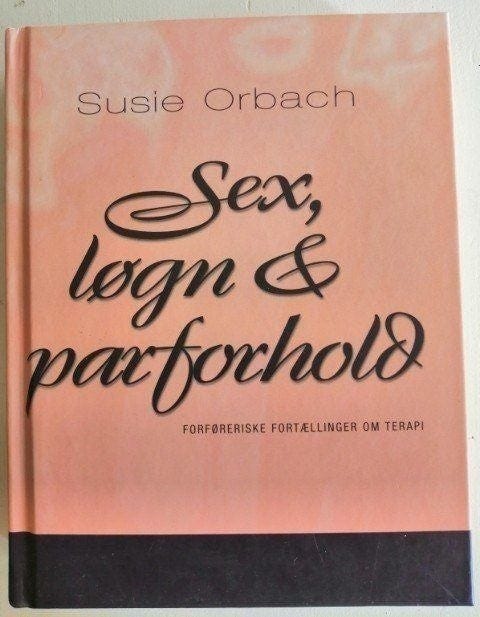 Susie Orbach
Sex,
løgn &
parforhold
FORFØRERISKE FORTÆLLINGER OM TERAPI